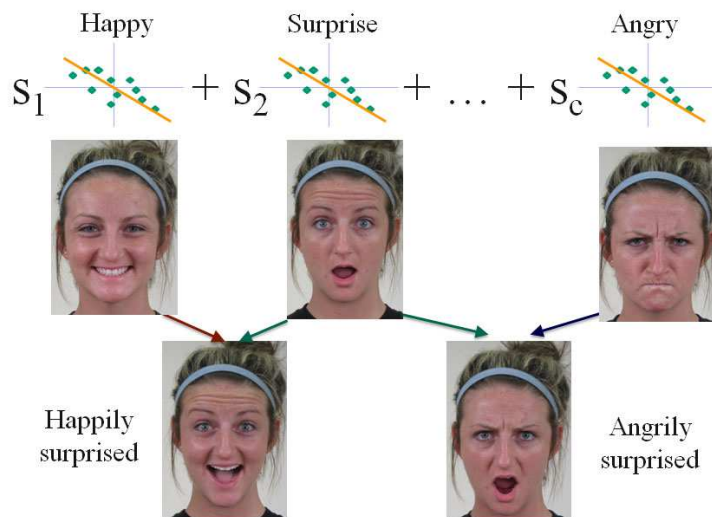 Happy
Surprise
Angry
S1 + S2 + ... + Sc
Happily
surprised
Angrily
surprised